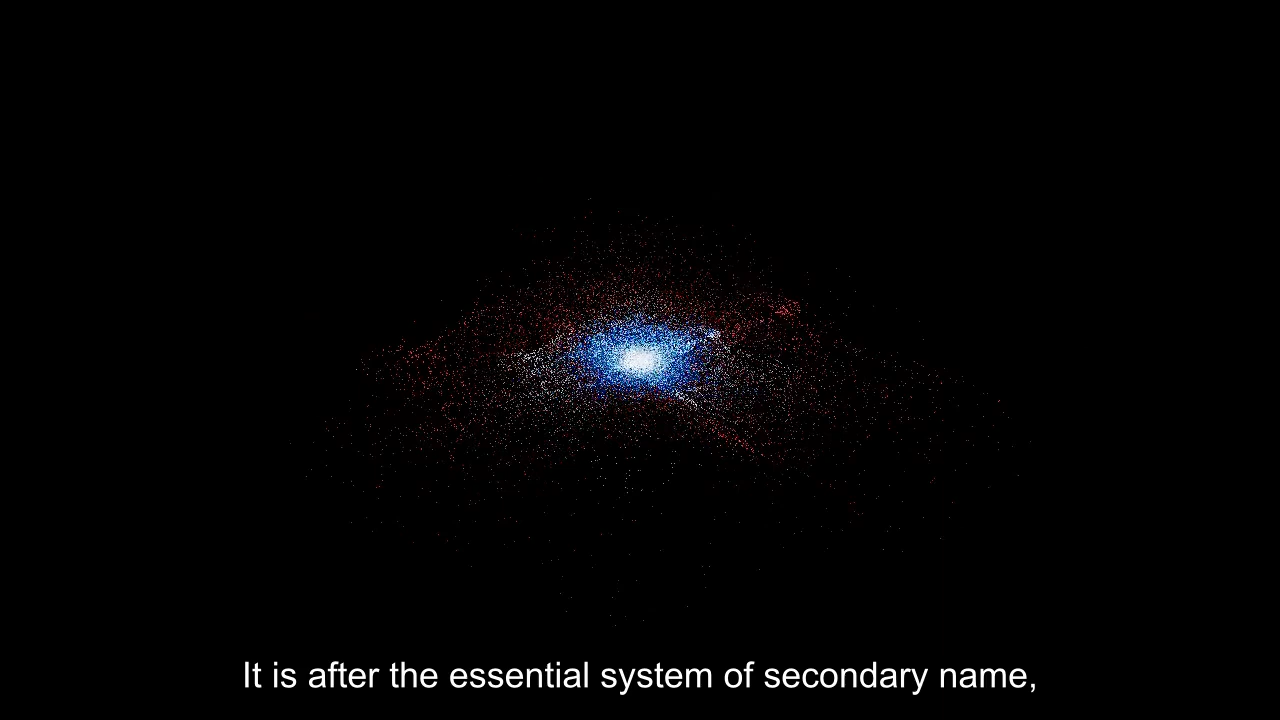 It is after the essential system of secondary name,